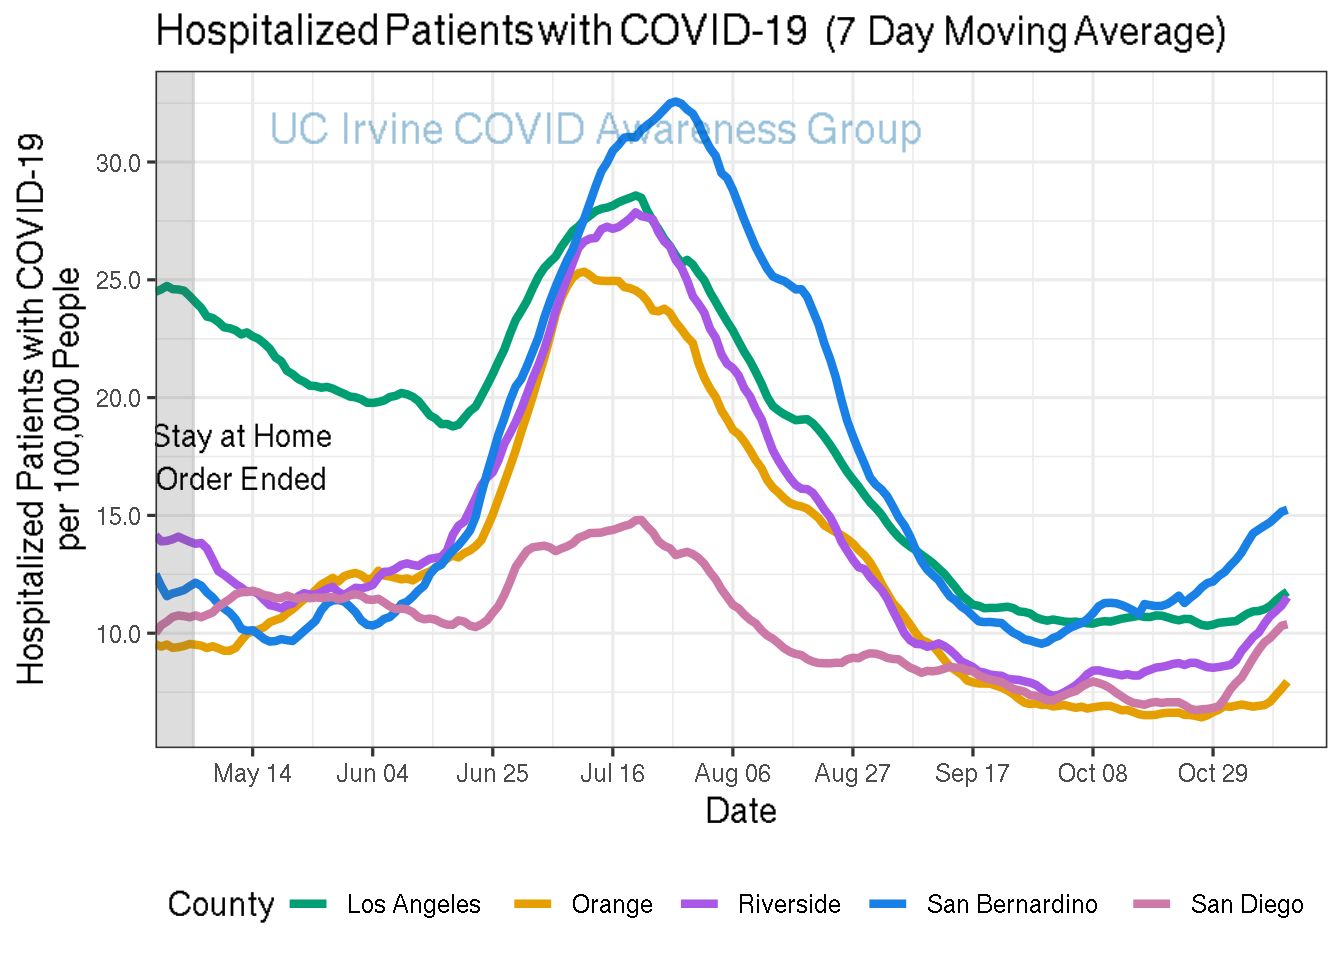 Hospitalized Patients with COVID-19 (7 Day Moving Average)
UC Irvine COVID Awareness Group
Hospitalized Patients with COVID-19
per 100,000 People
30.0
25.0
20.0
15.0
10.0
Stay at Home
Order Ended
May 14 Jun 04 Jun 25 Jul 16 Aug 06 Aug 27 Sep 17 Oct 08 Oct 29
Date
County Los Angeles Orange Riverside San Bernardino San Diego